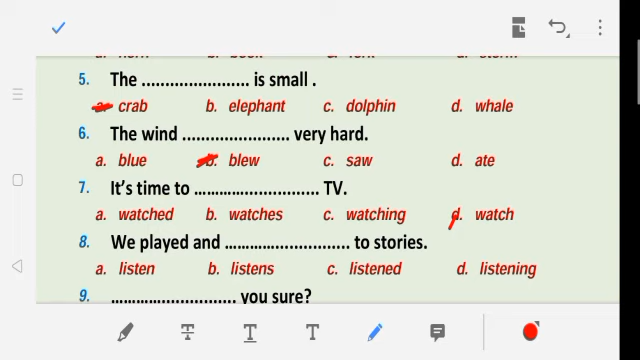 5. The ........................ is small .
a. crab b. elephant c. dolphin d. whale
6. The wind ........................ very hard.
a. blue b. blew c. saw d. ate
7. It's time to ............................ TV.
a. watched b. watches c. watching d. watch
8. We played and ............................ to stories.
a. listen b. listens c. listened d. listening
9. ............................ you sure?